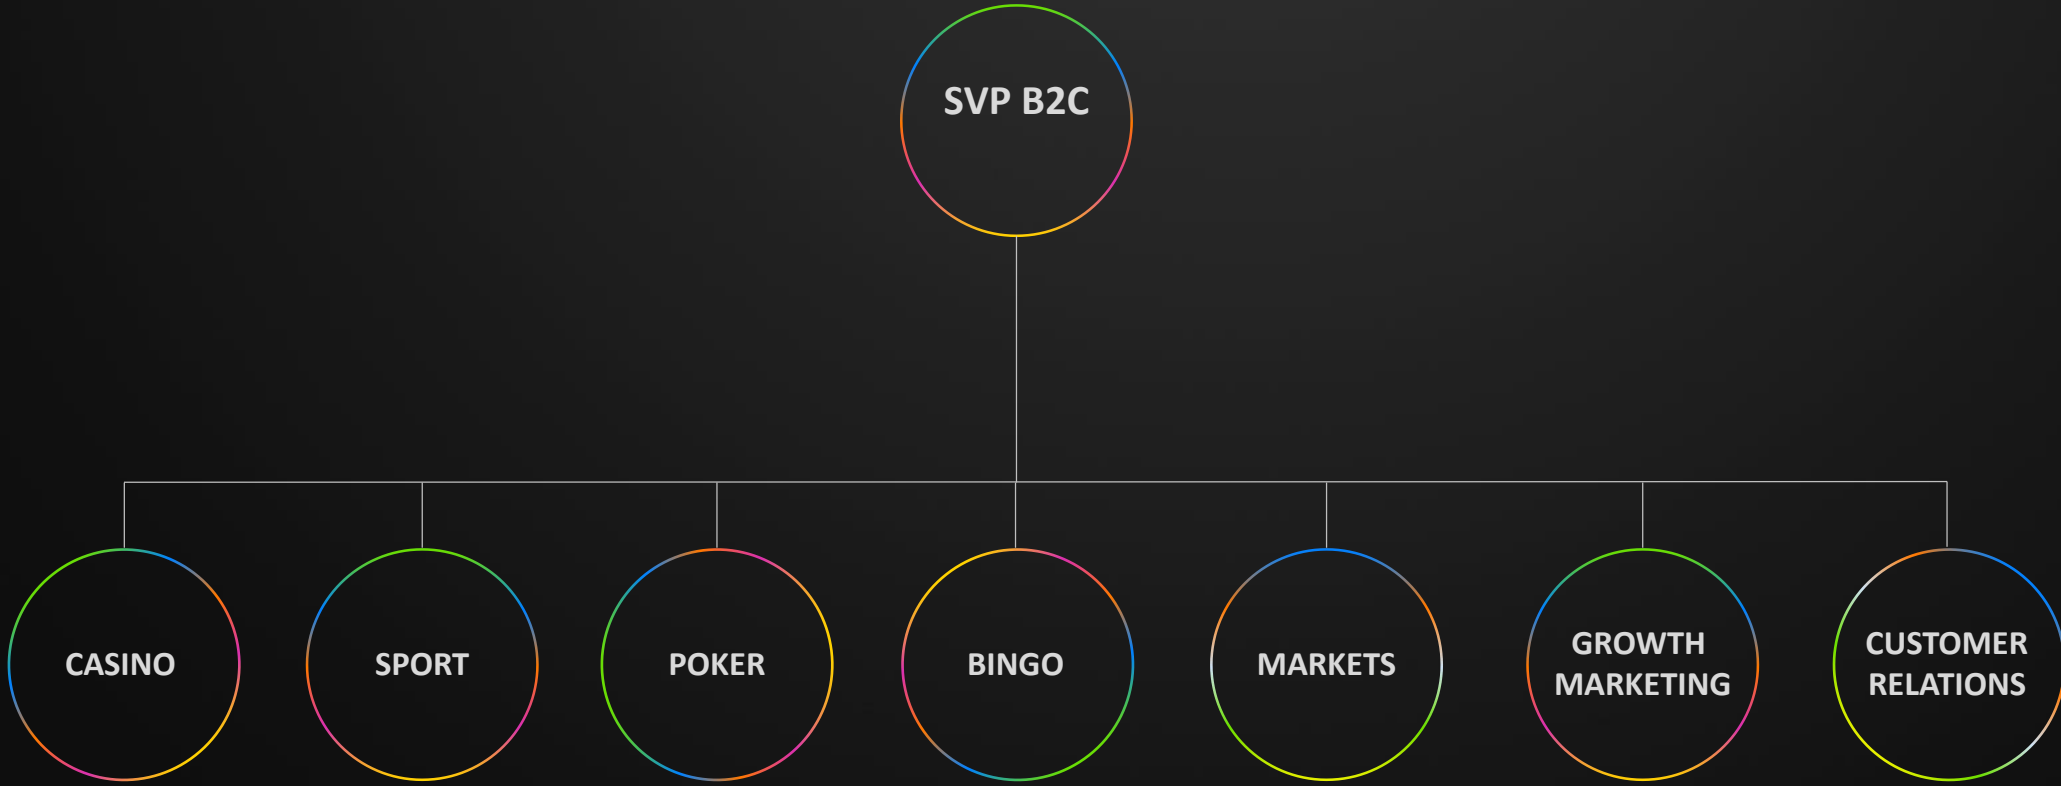 SVP B2C
CASINO
SPORT
POKER
BINGO
MARKETS
GROWTH
MARKETING
CUSTOMER
RELATIONS